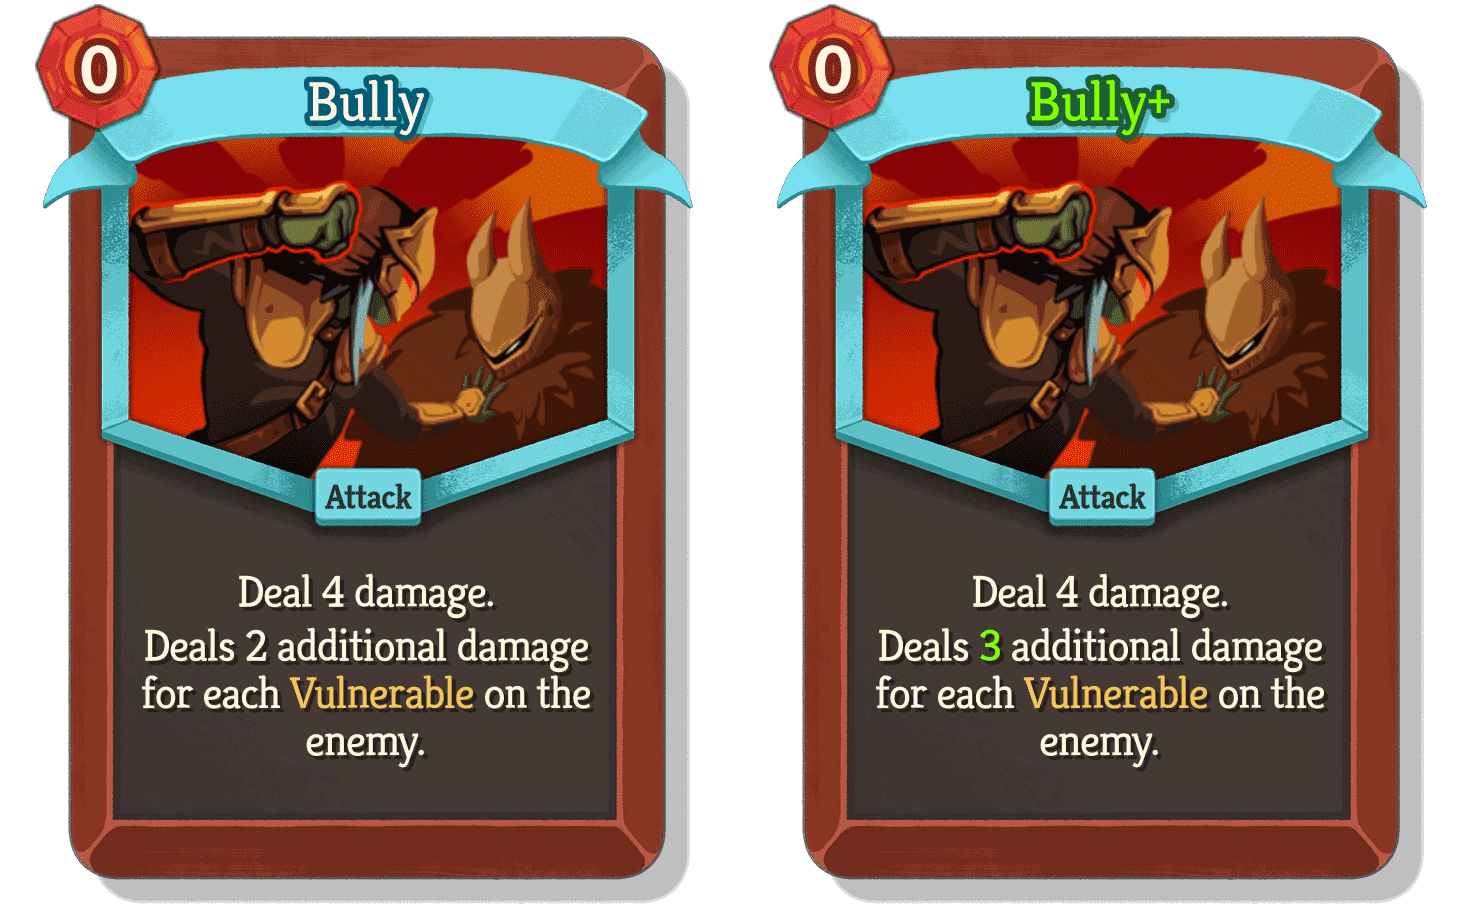 0
Bully
Attack
Deal 4 damage.
Deals 2 additional damage
for each Vulnerable on the
enemy.
0
Bully+
Attack
Deal 4 damage.
Deals 3 additional damage
for each Vulnerable on the
enemy.